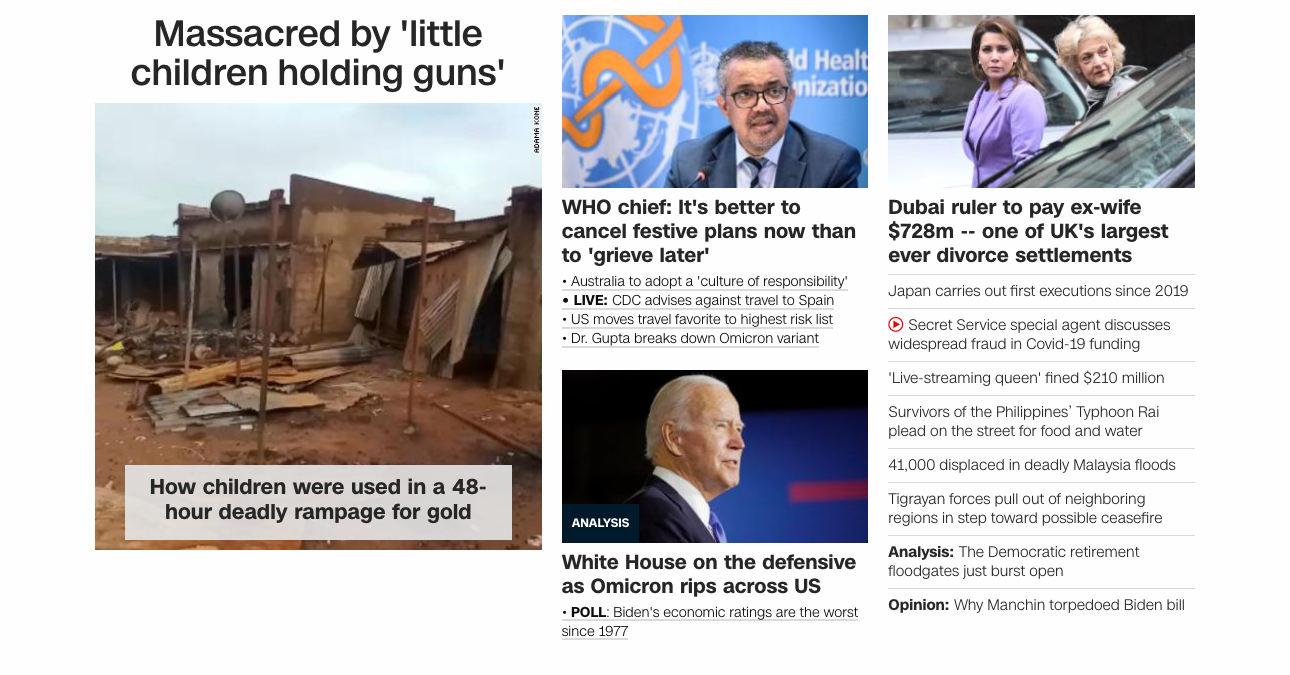 Massacred by 'little
children holding guns'
ADAMA KONE
How children were used in a 48-
hour deadly rampage for gold
ld Healt
nizatio
WHO chief: It's better to
cancel festive plans now than
to 'grieve later'
• Australia to adopt a 'culture of responsibility'
• LIVE: CDC advises against travel to Spain
• US moves travel favorite to highest risk list
• Dr. Gupta breaks down Omicron variant
ANALYSIS
White House on the defensive
as Omicron rips across US
• POLL: Biden's economic ratings are the worst
since 1977
Dubai ruler to pay ex-wife
$728m -- one of UK's largest
ever divorce settlements
Japan carries out first executions since 2019
Secret Service special agent discusses
widespread fraud in Covid-19 funding
'Live-streaming queen' fined $210 million
Survivors of the Philippines’ Typhoon Rai
plead on the street for food and water
41,000 displaced in deadly Malaysia floods
Tigrayan forces pull out of neighboring
regions in step toward possible ceasefire
Analysis: The Democratic retirement
floodgates just burst open
Opinion: Why Manchin torpedoed Biden bill